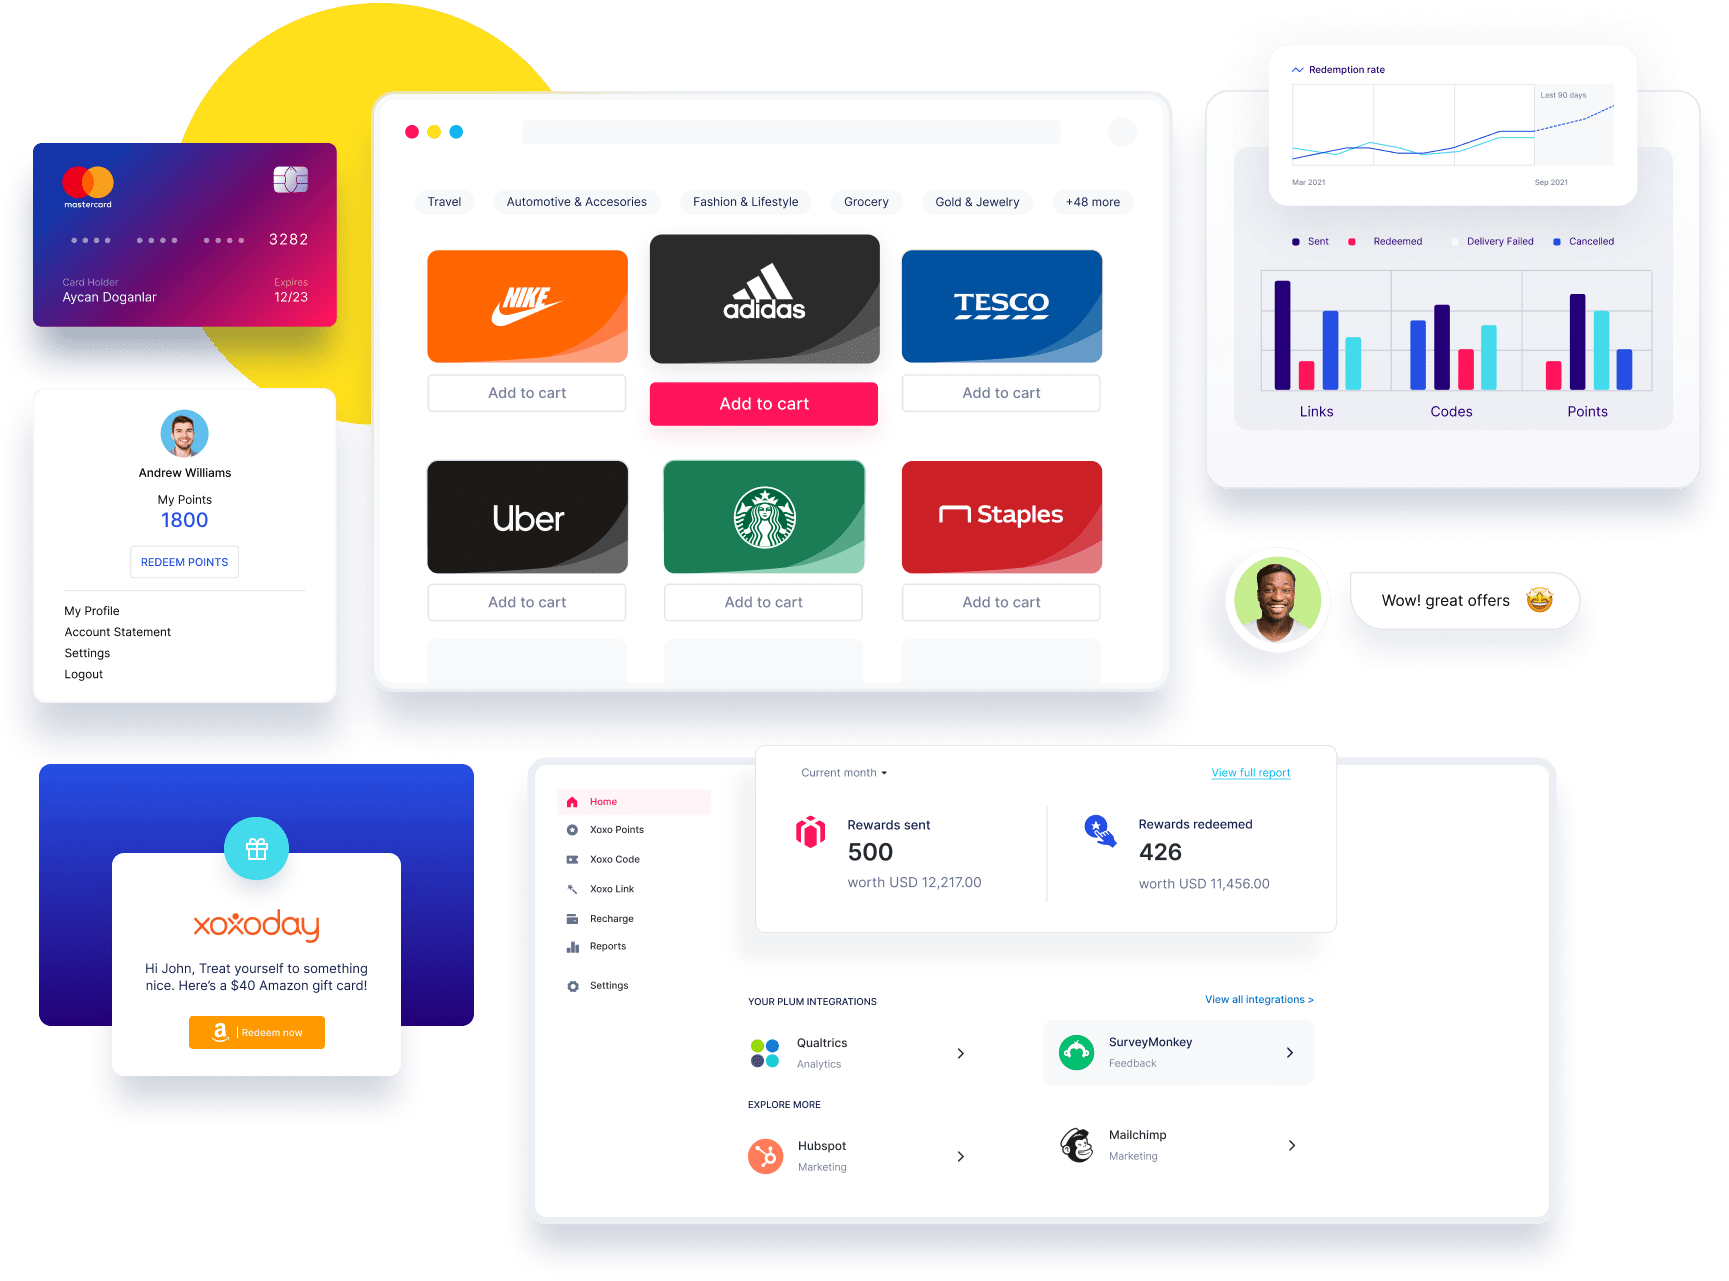 mastercard
•••• •••• •••• 3282
Card Holder
Aycan Doganlar
Expires
12/23
Andrew Williams
My Points
1800
REDEEM POINTS
My Profile
Account Statement
Settings
Logout
Travel
Automotive & Accesories
Fashion & Lifestyle
Grocery
Gold & Jewelry
+48 more
NIKE
adidas
TESCO
Add to cart
Add to cart
Add to cart
Uber
Staples
Add to cart
Add to cart
Add to cart
Redemption rate
Last 90 days
Mar 2021
Sep 2021
Sent
Redeemed
Delivery Failed
Cancelled
Links
Codes
Points
Wow! great offers
xoxoday
Hi John, Treat yourself to something
nice. Here's a $40 Amazon gift card!
a | Redeem now
Home
Xoxo Points
Xoxo Code
Xoxo Link
Recharge
Reports
Settings
Current month
View full report
Rewards sent
500
worth USD 12,217.00
Rewards redeemed
426
worth USD 11,456.00
YOUR PLUM INTEGRATIONS
View all integrations >
Qualtrics
Analytics
SurveyMonkey
Feedback
EXPLORE MORE
Hubspot
Marketing
Mailchimp
Marketing